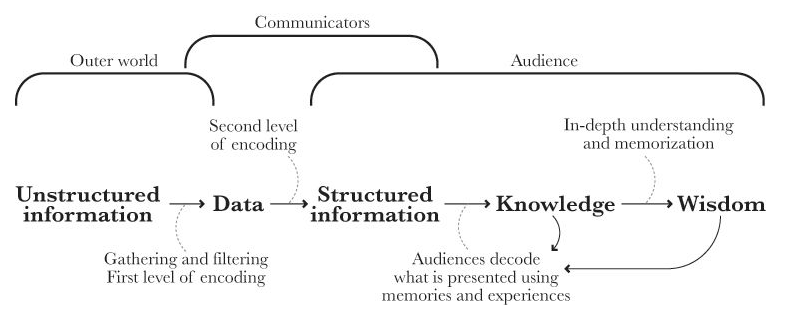 Communicators
Outer world
Audience
Second level
of encoding
In-depth understanding
and memorization
Unstructured
information
Data
Structured
information
Knowledge
Wisdom
Gathering and filtering
First level of encoding
Audiences decode
what is presented using
memories and experiences